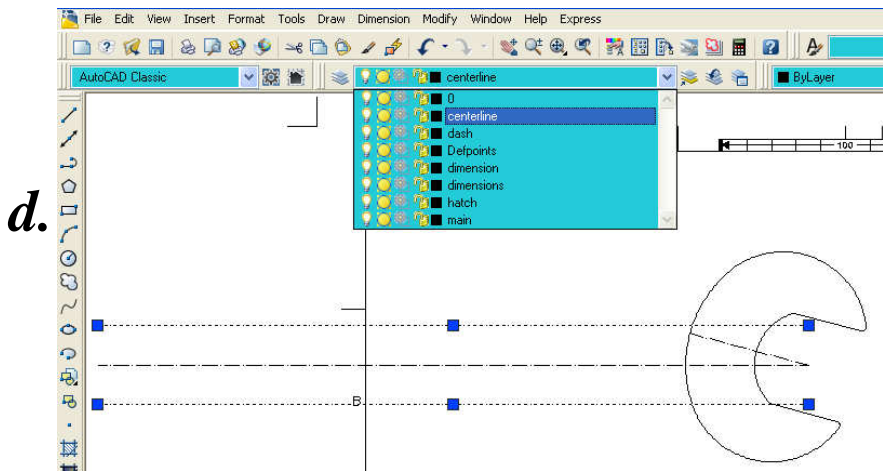 File Edit View Insert Format Tools Draw Dimension Modify Window Help Express
AutoCAD Classic centerline ByLayer
0
centerline
dash
Defpoints
dimension
dimensions
hatch
main
100
d.
B